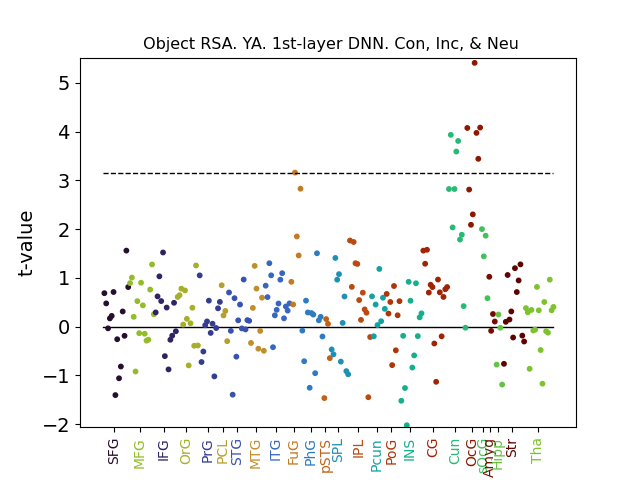 Object RSA. YA. 1st-layer DNN. Con, Inc, & Neu
t-value
5
4
3
2
1
0
−1
−2
SFG MFG IFG OrG PrG PCL STG MTG ITG FuG PhG pSTS SPL IPL Pcun PoG INS CG Cun OcG sOcG Amyg Hipp Str Tha